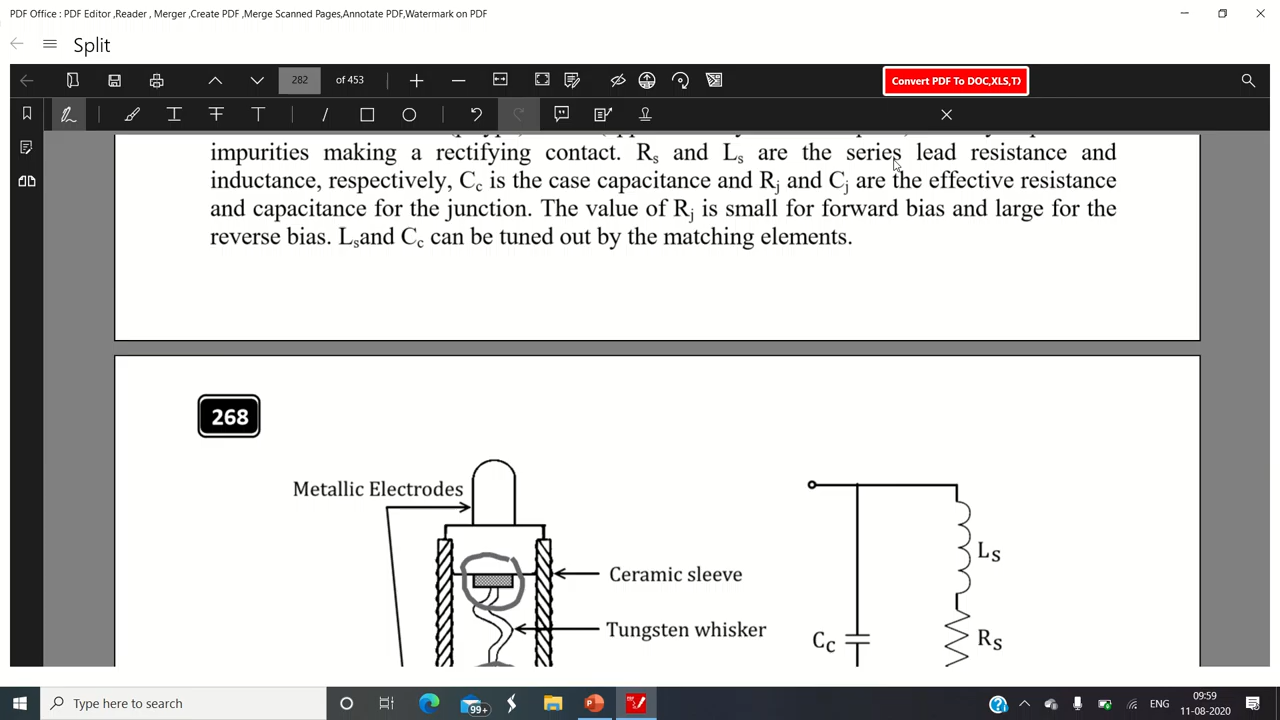 PDF Office : PDF Editor ,Reader , Merger ,Create PDF ,Merge Scanned Pages,Annotate PDF,Watermark on PDF
Split
282 of 453
Convert PDF To DOC,XLS,TX
impurities making a rectifying contact. Rs and Ls are the series lead resistance and
inductance, respectively, Cc is the case capacitance and Rj and Cj are the effective resistance
and capacitance for the junction. The value of Rj is small for forward bias and large for the
reverse bias. Lsand Cc can be tuned out by the matching elements.
268
Metallic Electrodes
Ceramic sleeve
Tungsten whisker
Ls
Cc
Rs
Type here to search
99+
ENG
09:59
11-08-2020